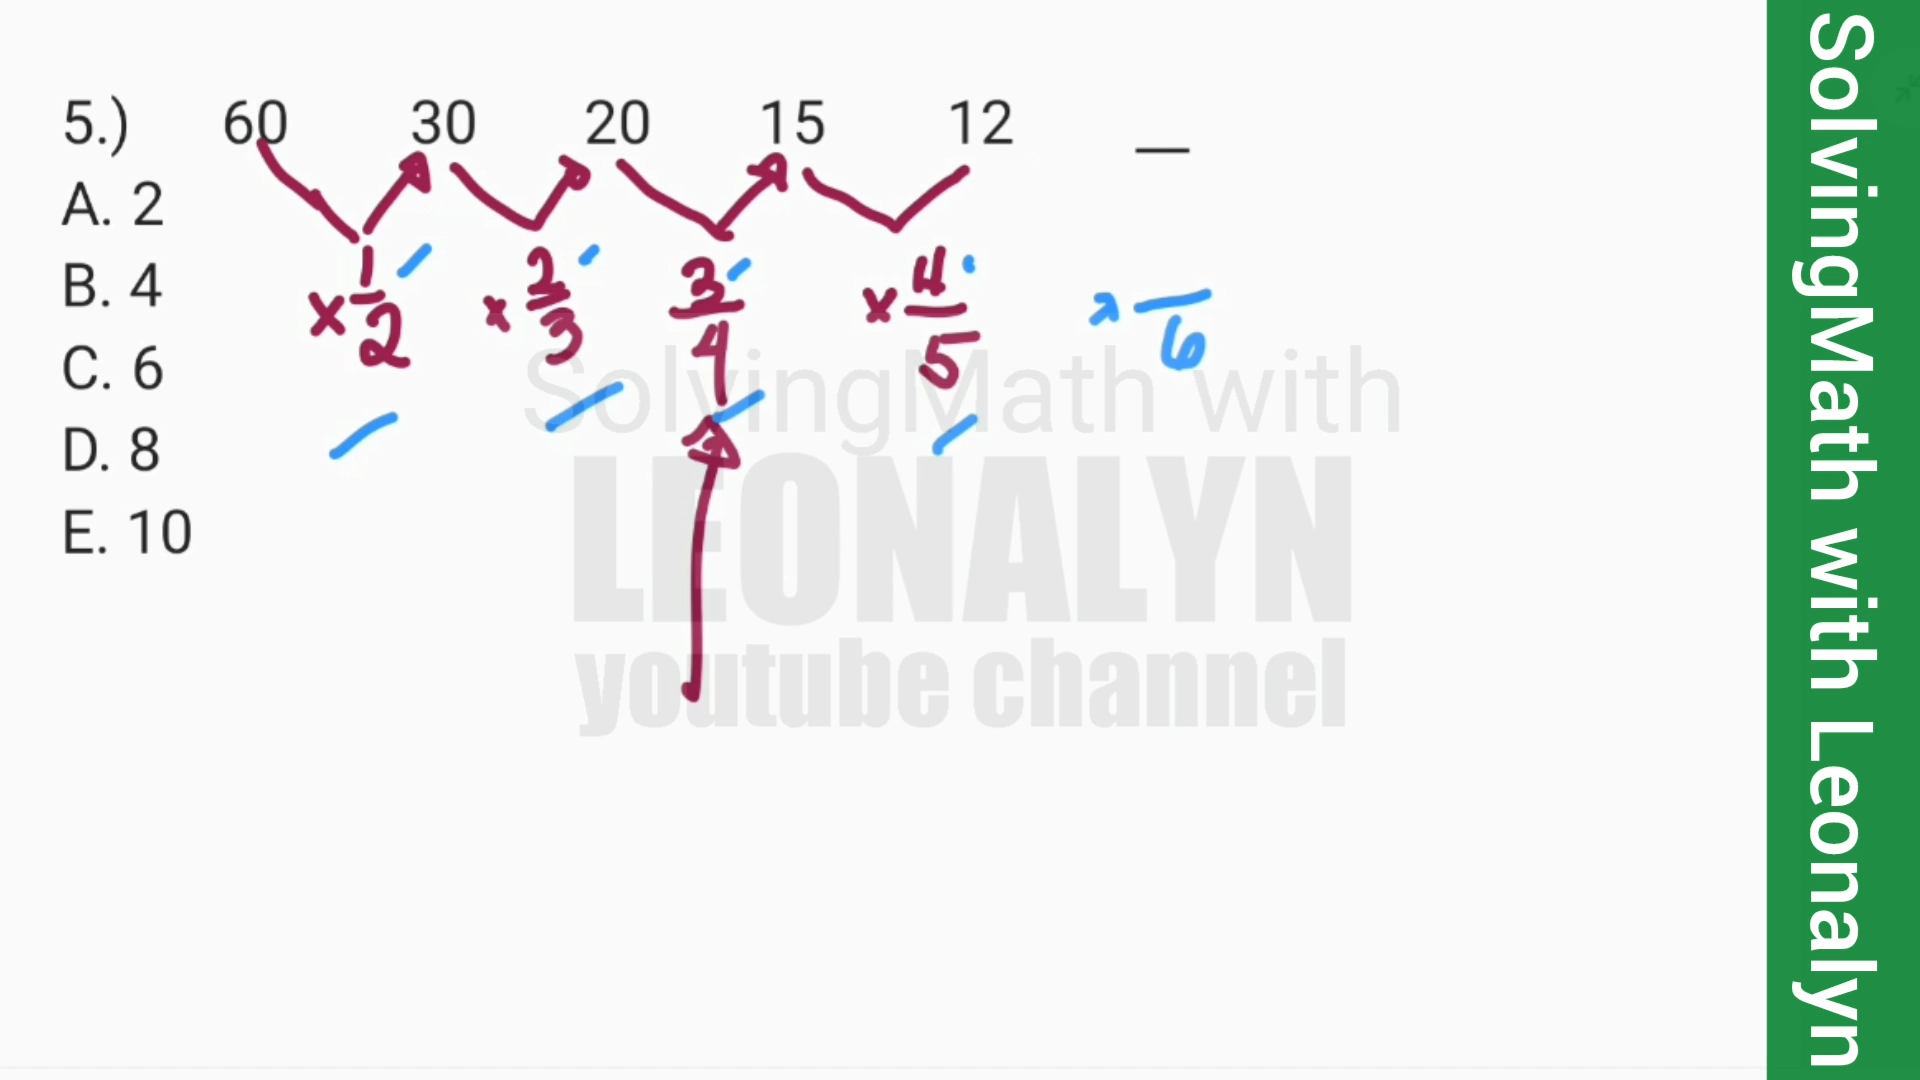 5.) 60 30 20 15 12 _
A. 2
B. 4
C. 6
D. 8
E. 10
x 1/2 x 2/3 3/4 x 4/5 x _/6
SolvingMath with
LEONALYN
youtube channel
SolvingMath with Leonalyn